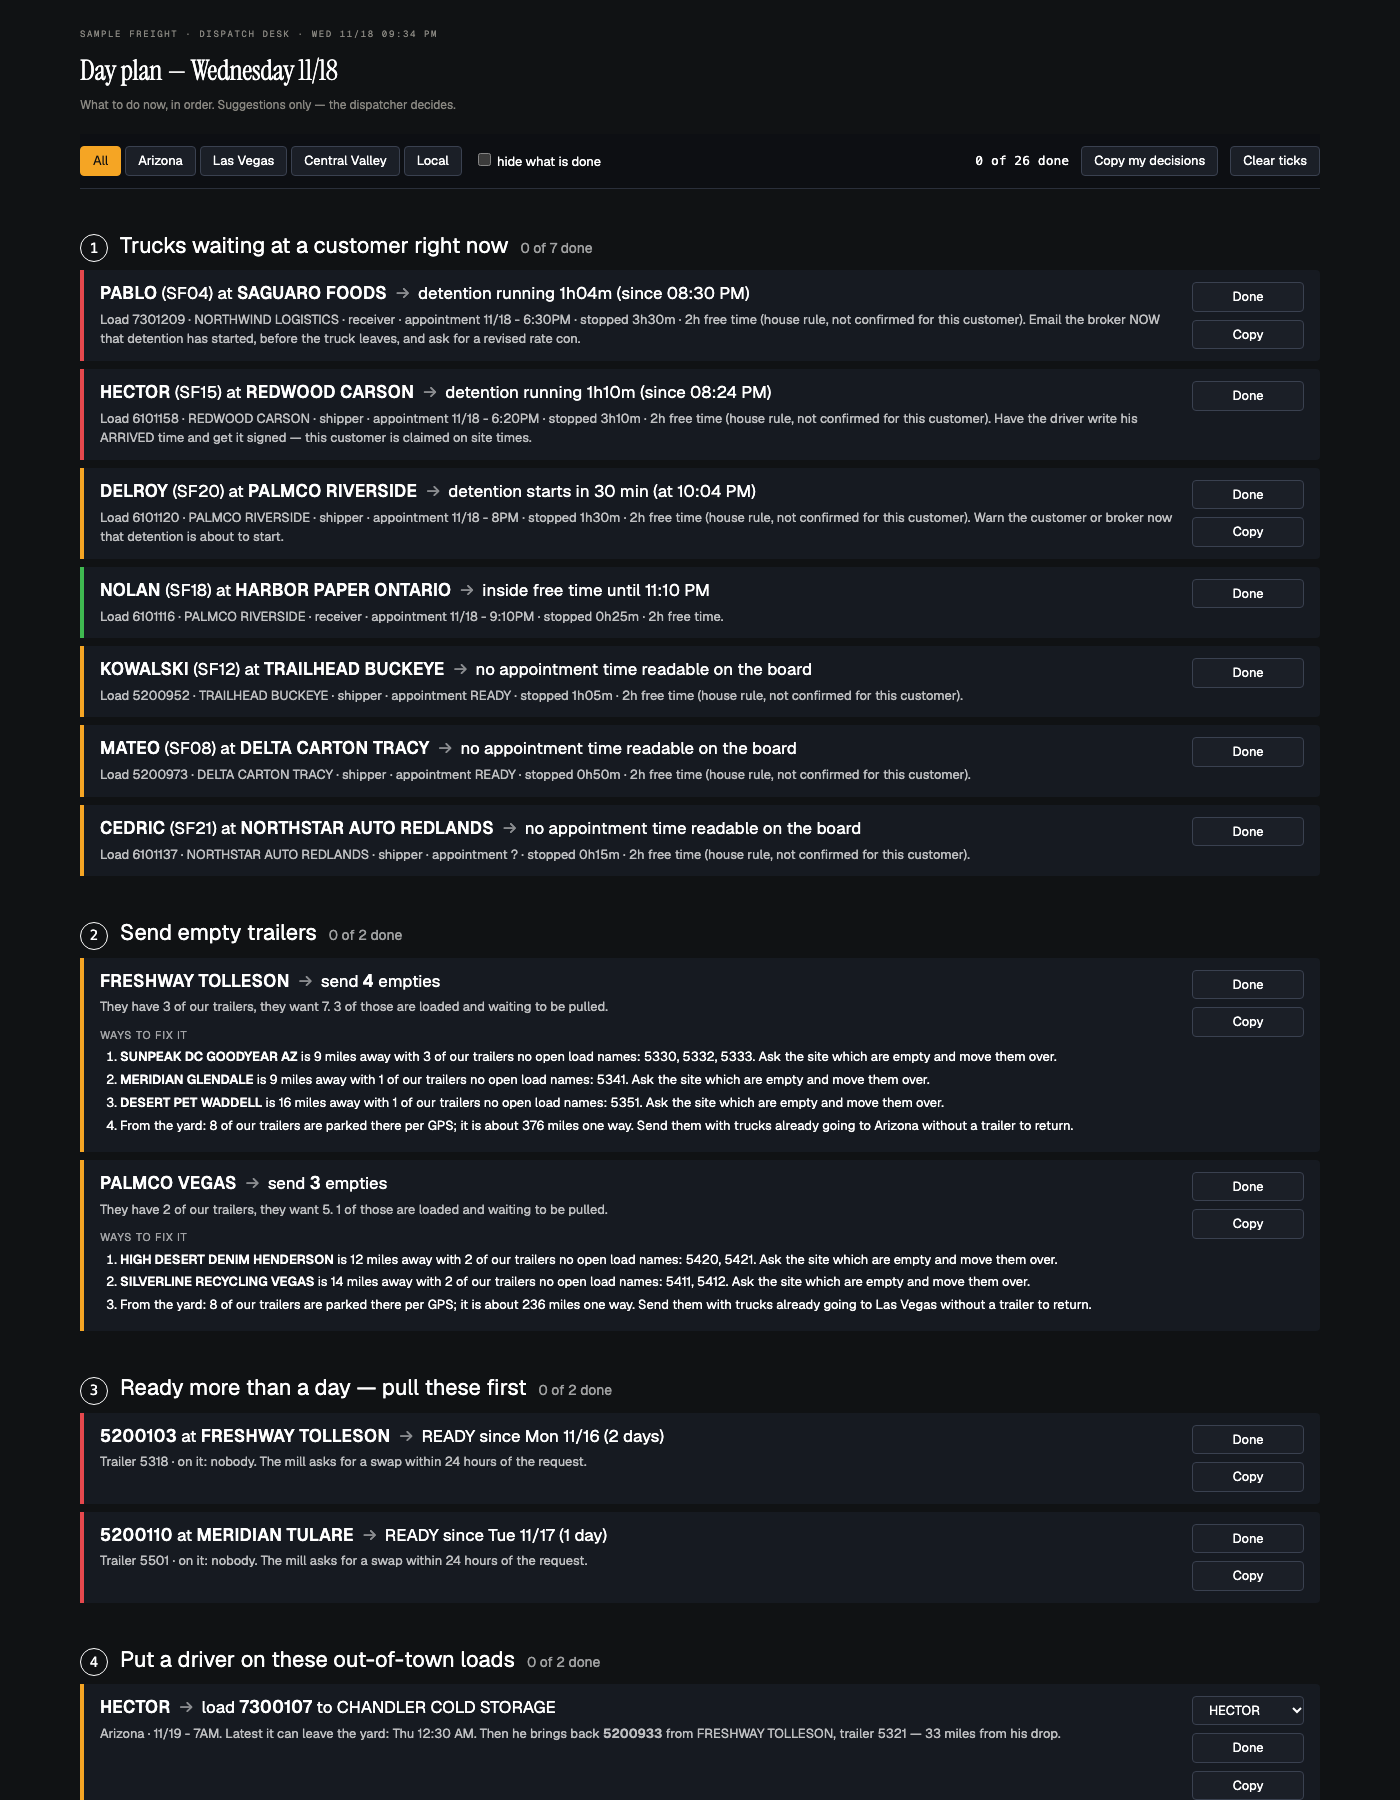 SAMPLE FREIGHT · DISPATCH DESK · WED 11/18 09:34 PM
Day plan — Wednesday 11/18
What to do now, in order. Suggestions only — the dispatcher decides.
All
Arizona
Las Vegas
Central Valley
Local
hide what is done
0 of 26 done
Copy my decisions
Clear ticks
1 Trucks waiting at a customer right now 0 of 7 done
PABLO (SF04) at SAGUARO FOODS → detention running 1h04m (since 08:30 PM)
Load 7301209 · NORTHWIND LOGISTICS · receiver · appointment 11/18 - 6:30PM · stopped 3h30m · 2h free time (house rule, not confirmed for this customer). Email the broker NOW
that detention has started, before the truck leaves, and ask for a revised rate con.
Done
Copy
HECTOR (SF15) at REDWOOD CARSON → detention running 1h10m (since 08:24 PM)
Load 6101158 · REDWOOD CARSON · shipper · appointment 11/18 - 6:20PM · stopped 3h10m · 2h free time (house rule, not confirmed for this customer). Have the driver write his
ARRIVED time and get it signed — this customer is claimed on site times.
Done
DELROY (SF20) at PALMCO RIVERSIDE → detention starts in 30 min (at 10:04 PM)
Load 6101120 · PALMCO RIVERSIDE · shipper · appointment 11/18 - 8PM · stopped 1h30m · 2h free time (house rule, not confirmed for this customer). Warn the customer or broker now
that detention is about to start.
Done
Copy
NOLAN (SF18) at HARBOR PAPER ONTARIO → inside free time until 11:10 PM
Load 6101116 · PALMCO RIVERSIDE · receiver · appointment 11/18 - 9:10PM · stopped 0h25m · 2h free time.
Done
KOWALSKI (SF12) at TRAILHEAD BUCKEYE → no appointment time readable on the board
Load 5200952 · TRAILHEAD BUCKEYE · shipper · appointment READY · stopped 1h05m · 2h free time (house rule, not confirmed for this customer).
Done
MATEO (SF08) at DELTA CARTON TRACY → no appointment time readable on the board
Load 5200973 · DELTA CARTON TRACY · shipper · appointment READY · stopped 0h50m · 2h free time (house rule, not confirmed for this customer).
Done
CEDRIC (SF21) at NORTHSTAR AUTO REDLANDS → no appointment time readable on the board
Load 6101137 · NORTHSTAR AUTO REDLANDS · shipper · appointment ? · stopped 0h15m · 2h free time (house rule, not confirmed for this customer).
Done
2 Send empty trailers 0 of 2 done
FRESHWAY TOLLESON → send 4 empties
They have 3 of our trailers, they want 7. 3 of those are loaded and waiting to be pulled.
WAYS TO FIX IT
1. SUNPEAK DC GOODYEAR AZ is 9 miles away with 3 of our trailers no open load names: 5330, 5332, 5333. Ask the site which are empty and move them over.
2. MERIDIAN GLENDALE is 9 miles away with 1 of our trailers no open load names: 5341. Ask the site which are empty and move them over.
3. DESERT PET WADDELL is 16 miles away with 1 of our trailers no open load names: 5351. Ask the site which are empty and move them over.
4. From the yard: 8 of our trailers are parked there per GPS; it is about 376 miles one way. Send them with trucks already going to Arizona without a trailer to return.
Done
Copy
PALMCO VEGAS → send 3 empties
They have 2 of our trailers, they want 5. 1 of those are loaded and waiting to be pulled.
WAYS TO FIX IT
1. HIGH DESERT DENIM HENDERSON is 12 miles away with 2 of our trailers no open load names: 5420, 5421. Ask the site which are empty and move them over.
2. SILVERLINE RECYCLING VEGAS is 14 miles away with 2 of our trailers no open load names: 5411, 5412. Ask the site which are empty and move them over.
3. From the yard: 8 of our trailers are parked there per GPS; it is about 236 miles one way. Send them with trucks already going to Las Vegas without a trailer to return.
Done
Copy
3 Ready more than a day — pull these first 0 of 2 done
5200103 at FRESHWAY TOLLESON → READY since Mon 11/16 (2 days)
Trailer 5318 · on it: nobody. The mill asks for a swap within 24 hours of the request.
Done
Copy
5200110 at MERIDIAN TULARE → READY since Tue 11/17 (1 day)
Trailer 5501 · on it: nobody. The mill asks for a swap within 24 hours of the request.
Done
Copy
4 Put a driver on these out-of-town loads 0 of 2 done
HECTOR → load 7300107 to CHANDLER COLD STORAGE
Arizona · 11/19 - 7AM. Latest it can leave the yard: Thu 12:30 AM. Then he brings back 5200933 from FRESHWAY TOLLESON, trailer 5321 — 33 miles from his drop.
HECTOR
Done
Copy